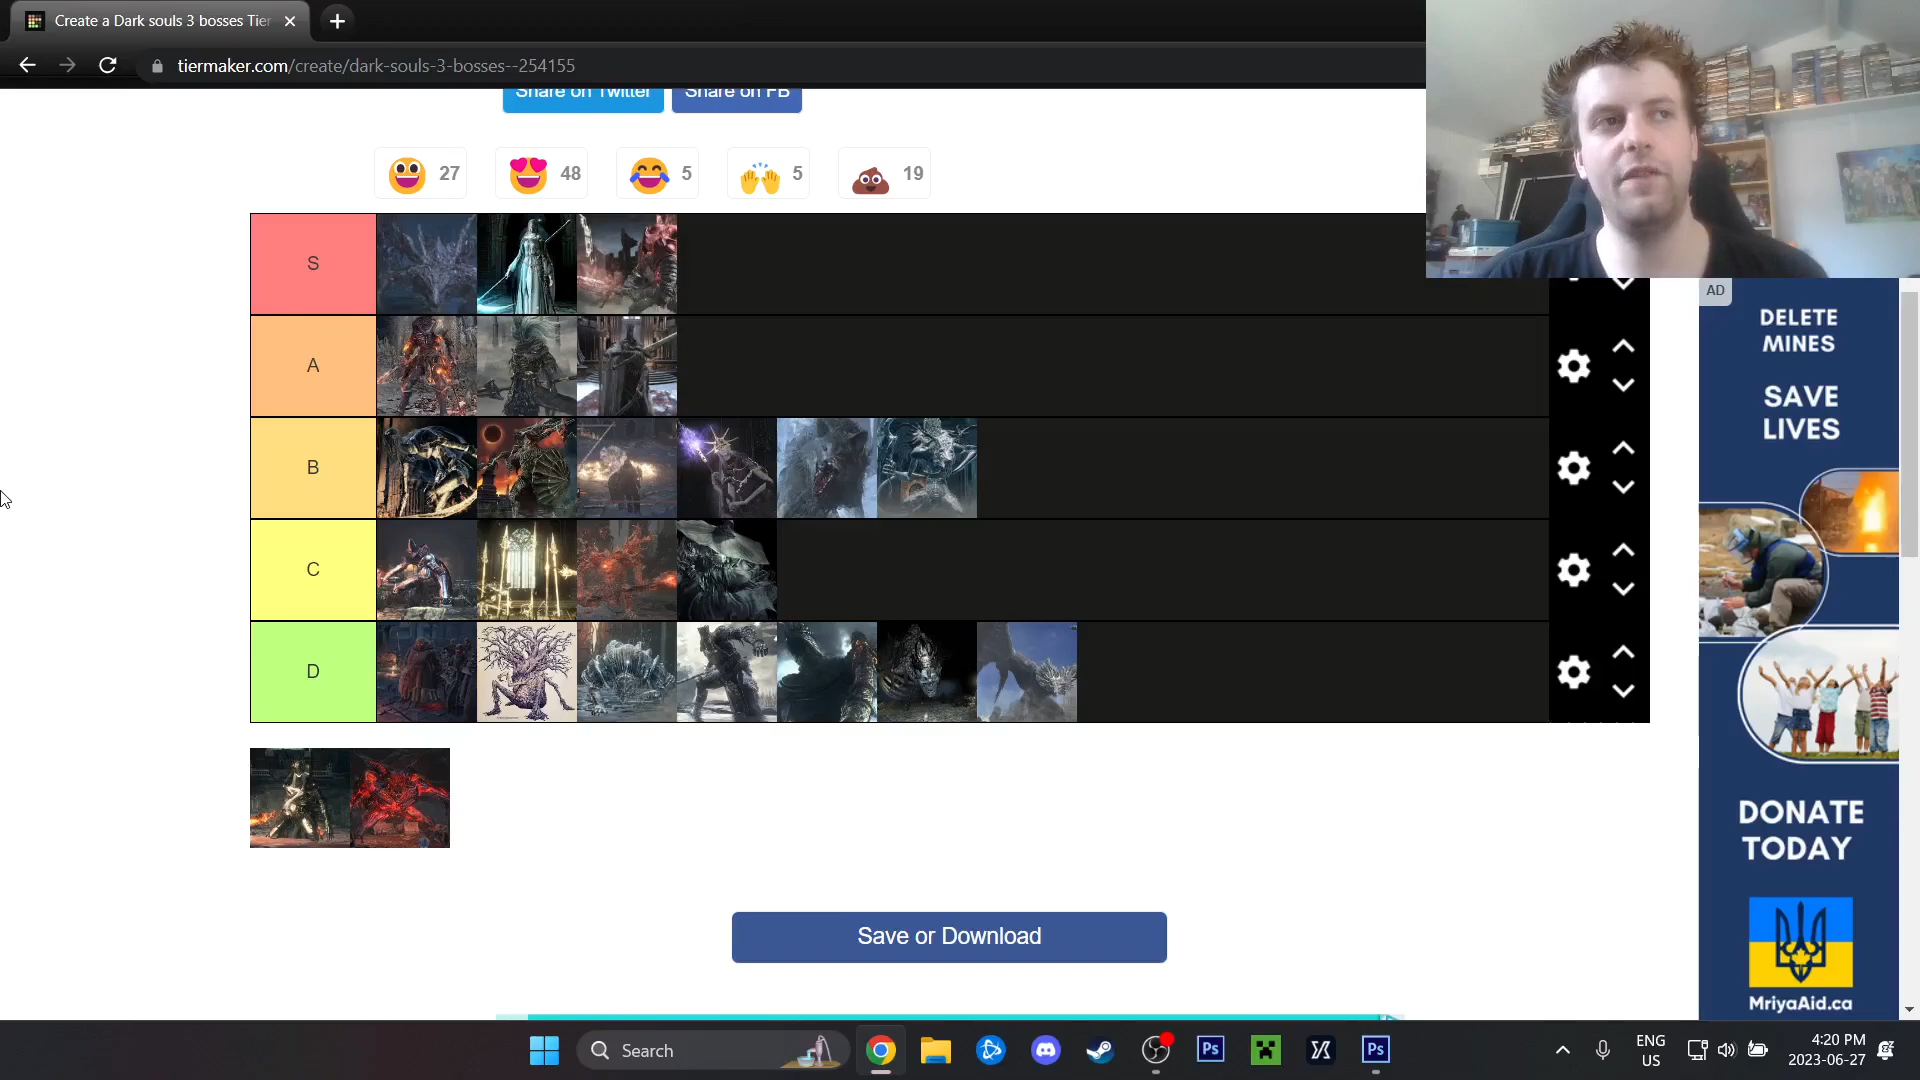 Create a Dark souls 3 bosses Tier
tiermaker.com/create/dark-souls-3-bosses--254155
Share on Twitter Share on FB
27 48 5 5 19
S
A
B
C
D
AD
DELETE
MINES
SAVE
LIVES
DONATE
TODAY
MriyaAid.ca
Save or Download
Search
Ps
Ps
ENG
US
4:20 PM
2023-06-27